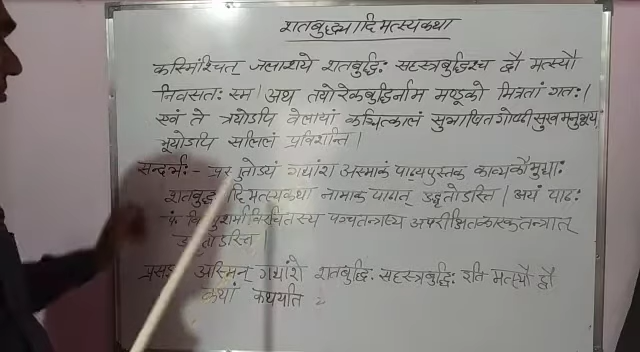 शतबुद्ध्यादिमत्स्यकथा
कस्मिंश्चित् जलाशये शतबुद्धिः सहस्त्रबुद्धिश्च द्वौ मत्स्यौ
निवसतः स्म। अथ तयोरेकबुद्धिर्नाम मण्डूको मित्रतां गतः।
एवं ते त्रयोऽपि वेलायां कञ्चित्कालं सुभाषितगोष्ठीसुखमनुभूय
भूयोऽपि सलिलं प्रविशन्ति।
सन्दर्भः- प्रस्तुतोऽयं गद्यांशः अस्माकं पाठ्यपुस्तक काव्यकौमुद्याः
दिमत्स्यकथा नामाक पाठात् उद्धृतोऽस्ति। अयं पाठः
पञ्चतन्त्रस्य अपरीक्षितकारकतन्त्रात्
उद्धृतोऽस्ति
अस्मिन् गद्यांशे शतबुद्धिः सहस्त्रबुद्धिः इति मत्स्यौ द्वौ
कथां कथयति